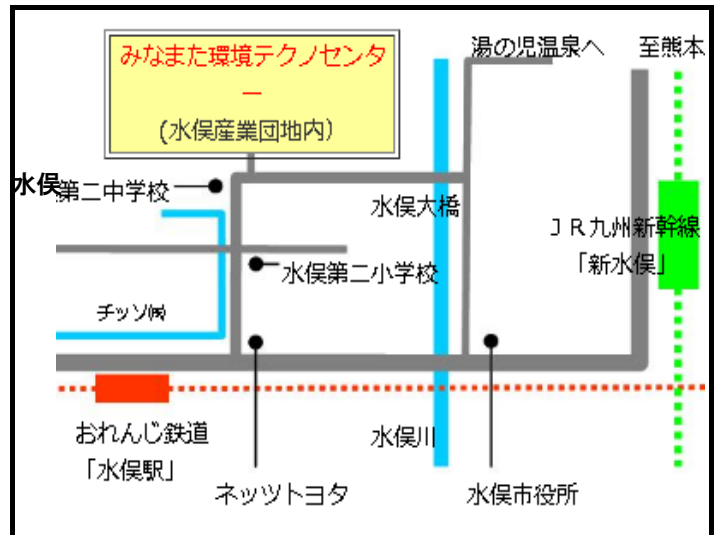 みなまた環境テクノセンタ
ー
(水俣産業団地内)
湯の児温泉へ
至熊本
水俣第二中学校
水俣大橋
JR九州新幹線
「新水俣」
水俣第二小学校
チッソ㈱
おれんじ鉄道
「水俣駅」
水俣川
ネッツトヨタ
水俣市役所